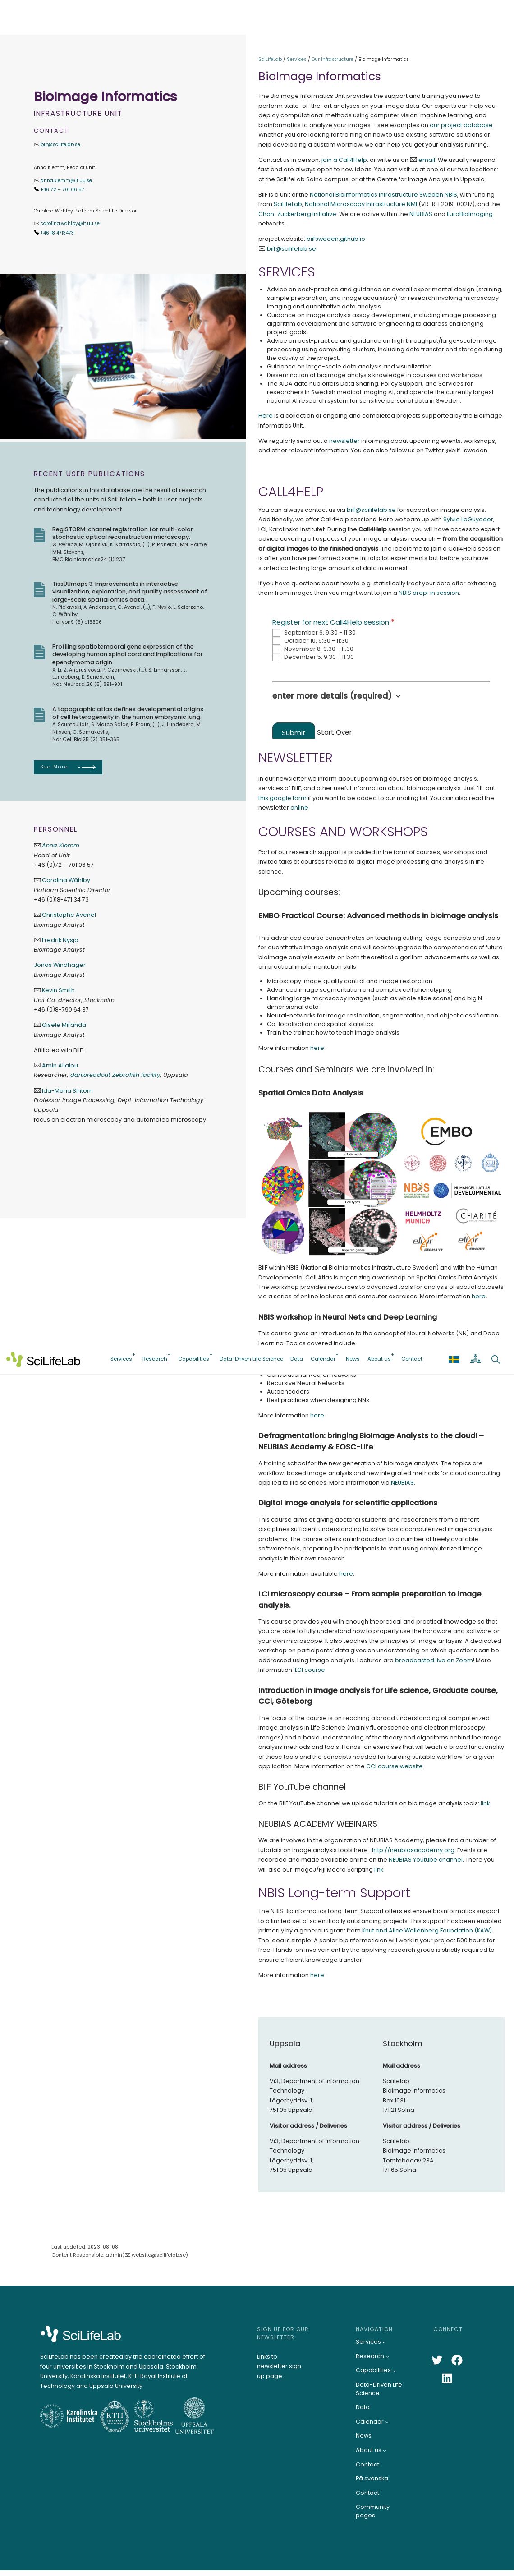 BioImage Informatics
INFRASTRUCTURE UNIT
CONTACT
biif@scilifelab.se
Anna Klemm, Head of Unit
anna.klemm@it.uu.se
+46 72 – 701 06 57
Carolina Wählby Platform Scientific Director
carolina.wahlby@it.uu.se
+46 18 4713473
RECENT USER PUBLICATIONS
The publications in this database are the result of research
conducted at the units of SciLifeLab – both in user projects
and technology development.
RegiSTORM: channel registration for multi-color
stochastic optical reconstruction microscopy.
Ø. Øvrebø, M. Ojansivu, K. Kartasalo, (...), P. Ranefall, MN. Holme,
MM. Stevens,
BMC Bioinformatics24 (1) 237
TissUUmaps 3: Improvements in interactive
visualization, exploration, and quality assessment of
large-scale spatial omics data.
N. Pielawski, A. Andersson, C. Avenel, (...), F. Nysjö, L. Solorzano,
C. Wählby,
Heliyon9 (5) e15306
Profiling spatiotemporal gene expression of the
developing human spinal cord and implications for
ependymoma origin.
X. Li, Z. Andrusivova, P. Czarnewski, (...), S. Linnarsson, J.
Lundeberg, E. Sundström,
Nat. Neurosci.26 (5) 891-901
A topographic atlas defines developmental origins
of cell heterogeneity in the human embryonic lung.
A. Sountoulidis, S. Marco Salas, E. Braun, (...), J. Lundeberg, M.
Nilsson, C. Samakovlis,
Nat Cell Biol25 (2) 351-365
See More
PERSONNEL
Anna Klemm
Head of Unit
+46 (0)72 – 701 06 57
Carolina Wählby
Platform Scientific Director
+46 (0)18-471 34 73
Christophe Avenel
Bioimage Analyst
Fredrik Nysjö
Bioimage Analyst
Jonas Windhager
Bioimage Analyst
Kevin Smith
Unit Co-director, Stockholm
+46 (0)8-790 64 37
Gisele Miranda
Bioimage Analyst
Affiliated with BIIF:
Amin Allalou
Researcher, danioreadout Zebrafish facility, Uppsala
Ida-Maria Sintorn
Professor Image Processing, Dept. Information Technology
Uppsala
focus on electron microscopy and automated microscopy
SciLifeLab / Services / Our Infrastructure / BioImage Informatics
BioImage Informatics
The BioImage Informatics Unit provides the support and training you need to
perform state-of-the-art analyses on your image data. Our experts can help you
deploy computational methods using computer vision, machine learning, and
bioinformatics to analyze your images – see examples on our project database.
Whether you are looking for training on how to use existing software solutions or
help developing a custom workflow, we can help you get your analysis running.
Contact us in person, join a Call4Help, or write us an email. We usually respond
fast and are always open to new ideas. You can visit us at one of our two locations
at the SciLifeLab Solna campus, or at the Centre for Image Analysis in Uppsala.
BIIF is a unit of the National Bioinformatics Infrastructure Sweden NBIS, with funding
from SciLifeLab, National Microscopy Infrastructure NMI (VR-RFI 2019-00217), and the
Chan-Zuckerberg Initiative. We are active within the NEUBIAS and EuroBioImaging
networks.
project website: biifsweden.github.io
biif@scilifelab.se
SERVICES
Advice on best-practice and guidance on overall experimental design (staining,
sample preparation, and image acquisition) for research involving microscopy
imaging and quantitative data analysis.
Guidance on image analysis assay development, including image processing
algorithm development and software engineering to address challenging
project goals.
Advice on best-practice and guidance on high throughput/large-scale image
processing using computing clusters, including data transfer and storage during
the activity of the project.
Guidance on large-scale data analysis and visualization.
Dissemination of bioimage analysis knowledge in courses and workshops.
The AIDA data hub offers Data Sharing, Policy Support, and Services for
researchers in Swedish medical imaging AI, and operate the currently largest
national AI research system for sensitive personal data in Sweden.
Here is a collection of ongoing and completed projects supported by the BioImage
Informatics Unit.
We regularly send out a newsletter informing about upcoming events, workshops,
and other relevant information. You can also follow us on Twitter @biif_sweden .
CALL4HELP
You can always contact us via biif@scilifelab.se for support on image analysis.
Additionally, we offer Call4Help sessions. Here we team up with Sylvie LeGuyader,
LCI, Karolinska Institutet. During the Call4Help session you will have the opportunity
to discuss every detail of your microscopy-based research – from the acquisition
of digital images to the finished analysis. The ideal time to join a Call4Help session
is when you have performed some initial pilot experiments but before you have
started collecting large amounts of data in earnest.
If you have questions about how to e.g. statistically treat your data after extracting
them from images then you might want to join a NBIS drop-in session.
Register for next Call4Help session *
September 6, 9:30 - 11:30
October 10, 9:30 - 11:30
November 8, 9:30 - 11:30
December 5, 9:30 - 11:30
enter more details (required)
Submit Start Over
NEWSLETTER
In our newsletter we inform about upcoming courses on bioimage analysis,
services of BIIF, and other useful information about bioimage analysis. Just fill-out
this google form if you want to be added to our mailing list. You can also read the
newsletter online.
COURSES AND WORKSHOPS
Part of our research support is provided in the form of courses, workshops and
invited talks at courses related to digital image processing and analysis in life
science
Upcoming courses:
EMBO Practical Course: Advanced methods in bioimage analysis
This advanced course concentrates on teaching cutting-edge concepts and tools
for quantitative image analysis and will seek to upgrade the competencies of future
bioimage analysis experts on both theoretical algorithm advancements as well as
on practical implementation skills.
Microscopy image quality control and image restoration
Advanced image segmentation and complex cell phenotyping
Handling large microscopy images (such as whole slide scans) and big N-
dimensional data
Neural-networks for image restoration, segmentation, and object classification
Co-localisation and spatial statistics
Train the trainer: how to teach image analysis
More information here.
Courses and Seminars we are involved in:
Spatial Omics Data Analysis
EMBO
NBIS
HUMAN CELL ATLAS
DEVELOPMENTAL
HELMHOLTZ
MUNICH
CHARITÉ
elixir
GERMANY
elixir
SWEDEN
BIIF within NBIS (National Bioinformatics Infrastructure Sweden) and with the Human
Developmental Cell Atlas is organizing a workshop on Spatial Omics Data Analysis .
The workshop provides resources to advanced topics in analysis of spatial datasets
via a series of online lectures and computer exercises. More information here.
NBIS workshop in Neural Nets and Deep Learning
This course gives an introduction to the concept of Neural Networks (NN) and Deep
Learning. Topics covered include:
SciLifeLab
Services
Research
Capabilities
Data-Driven Life Science
Data
Calendar
News
About us
Contact
Convolutional Neural Networks
Recursive Neural Networks
Autoencoders
Best practices when designing NNs
More information here.
Defragmentation: bringing BioImage Analysts to the cloud! –
NEUBIAS Academy & EOSC-Life
A training school for the new generation of bioimage analysts. The topics are
workflow-based image analysis and new integrated methods for cloud computing
applied to life sciences. More information via NEUBIAS.
Digital image analysis for scientific applications
This course aims at giving doctoral students and researchers from different
disciplines sufficient understanding to solve basic computerized image analysis
problems. The course offers an introduction to a number of freely available
software tools, preparing the participants to start using computerized image
analysis in their own research.
More information available here.
LCI microscopy course – From sample preparation to image
analysis.
This course provides you with enough theoretical and practical knowledge so that
you are able to fully understand how to properly use the hardware and software on
your own microscope. It also teaches the principles of image analysis. A dedicated
workshop on participants’ data gives an understanding on which questions can be
addressed using image analysis. Lectures are broadcasted live on Zoom! More
Information: LCI course
Introduction in Image analysis for Life science, Graduate course,
CCI, Göteborg
The focus of the course is on reaching a broad understanding of computerized
image analysis in Life Science (mainly fluorescence and electron microscopy
images) and a basic understanding of the theory and algorithms behind the image
analysis methods and tools. Hands-on exercises that will teach a broad functionality
of these tools and the concepts needed for building suitable workflow for a given
application. More information on the CCI course website.
BIIF YouTube channel
On the BIIF YouTube channel we upload tutorials on bioimage analysis tools: link
NEUBIAS ACADEMY WEBINARS
We are involved in the organization of NEUBIAS Academy, please find a number of
tutorials on image analysis tools here: http://neubiasacademy.org. Events are
recorded and made available online on the NEUBIAS Youtube channel. There you
will also our ImageJ/Fiji Macro Scripting link.
NBIS Long-term Support
The NBIS Bioinformatics Long-term Support offers extensive bioinformatics support
to a limited set of scientifically outstanding projects. This support has been enabled
primarily by a generous grant from Knut and Alice Wallenberg Foundation (KAW).
The idea is simple: A senior bioinformatician will work in your project 500 hours for
free. Hands-on involvement by the applying research group is strictly required to
ensure efficient knowledge transfer.
More information here .
Uppsala
Mail address
Vi3, Department of Information
Technology
Lägerhyddsv. 1,
751 05 Uppsala
Visitor address / Deliveries
Vi3, Department of Information
Technology
Lägerhyddsv. 1,
751 05 Uppsala
Stockholm
Mail address
Scilifelab
Bioimage informatics
Box 1031
171 21 Solna
Visitor address / Deliveries
Scilifelab
Bioimage informatics
Tomtebodav 23A
171 65 Solna
Last updated: 2023-08-08
Content Responsible: admin(website@scilifelab.se)
SciLifeLab
SciLifeLab has been created by the coordinated effort of
four universities in Stockholm and Uppsala: Stockholm
University, Karolinska Institutet, KTH Royal Institute of
Technology and Uppsala University.
Karolinska
Institutet
KTH
Stockholms
universitet
UPPSALA
UNIVERSITET
SIGN UP FOR OUR
NEWSLETTER
Links to
newsletter sign
up page
NAVIGATION
Services
Research
Capabilities
Data-Driven Life
Science
Data
Calendar
News
About us
Contact
På svenska
Contact
Community
pages
CONNECT